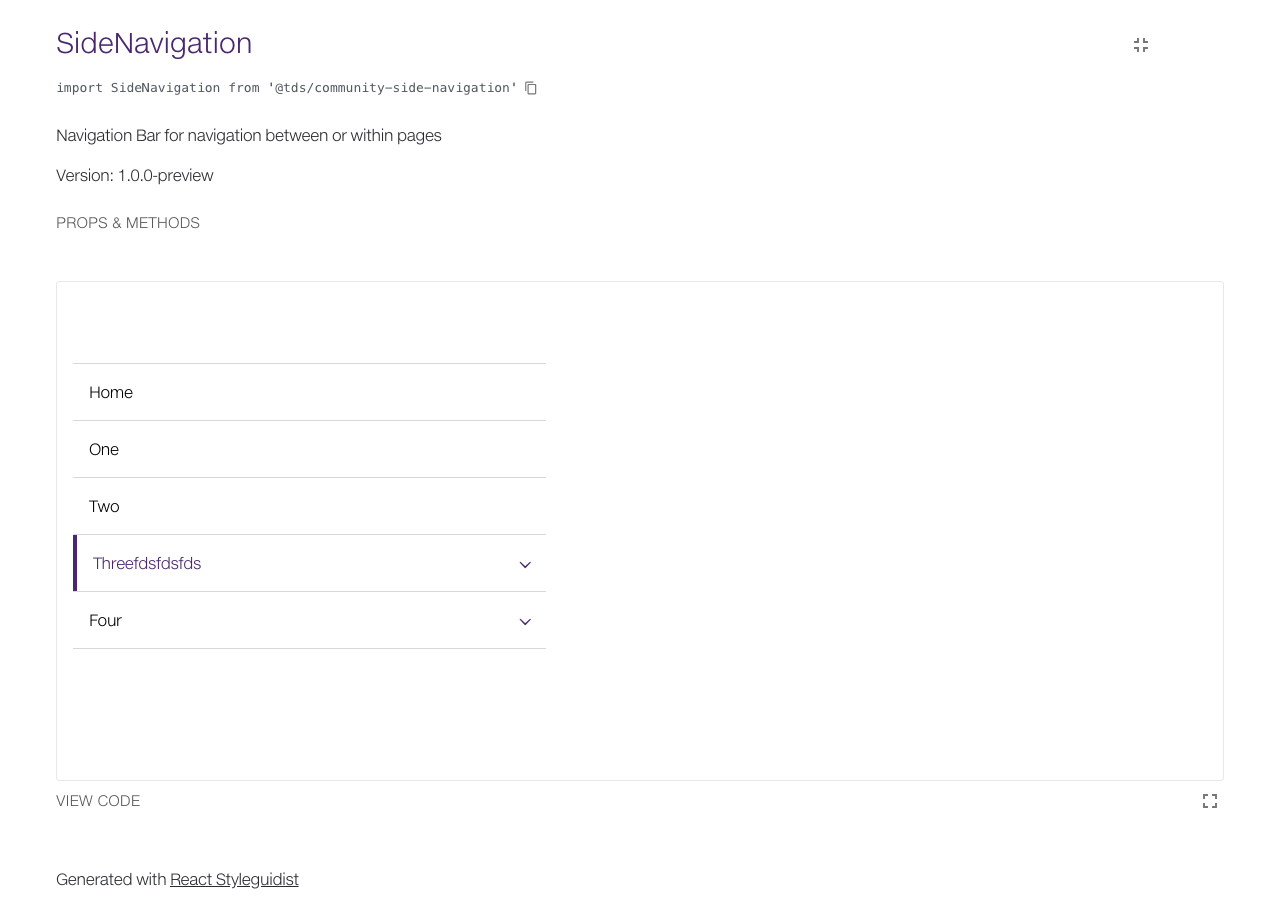 SideNavigation
import SideNavigation from '@tds/community-side-navigation'
Navigation Bar for navigation between or within pages
Version: 1.0.0-preview
PROPS & METHODS
Home
One
Two
Threefdsfdsfds
Four
VIEW CODE
Generated with React Styleguidist